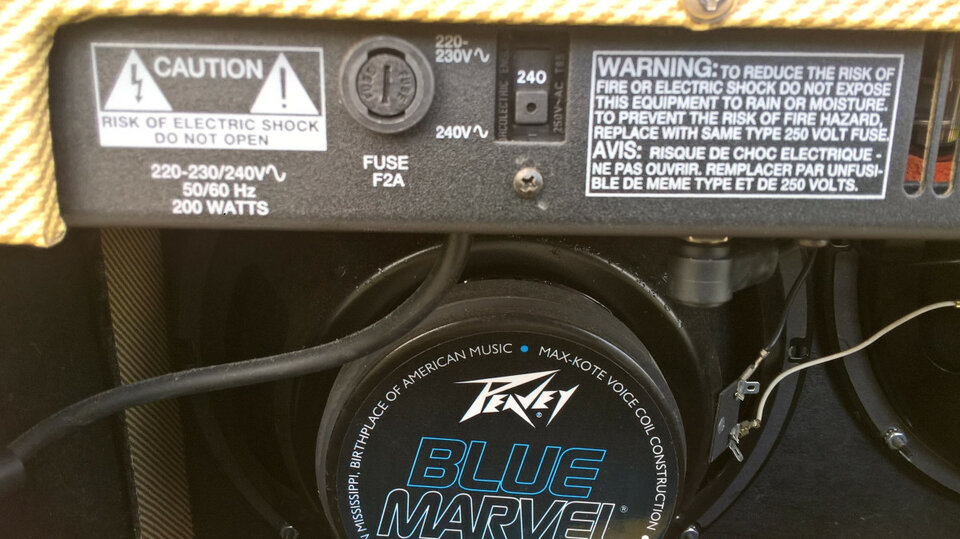 CAUTION
RISK OF ELECTRIC SHOCK
DO NOT OPEN
220-230/240V∿
50/60 Hz
200 WATTS
FUSE
F2A
220-
230V∿
240V∿
240
250V~AC T85
WARNING: TO REDUCE THE RISK OF
FIRE OR ELECTRIC SHOCK DO NOT EXPOSE
THIS EQUIPMENT TO RAIN OR MOISTURE.
TO PREVENT THE RISK OF FIRE HAZARD,
REPLACE WITH SAME TYPE 250 VOLT FUSE.
AVIS: RISQUE DE CHOC ELECTRIQUE -
NE PAS OUVRIR. REMPLACER PAR UNFUSI-
BLE DE MEME TYPE ET DE 250 VOLTS.
MISSISSIPPI, BIRTHPLACE OF AMERICAN MUSIC • MAX-KOTE VOICE COIL CONSTRUCTION
PEAVEY®
BLUE
MARVEL®